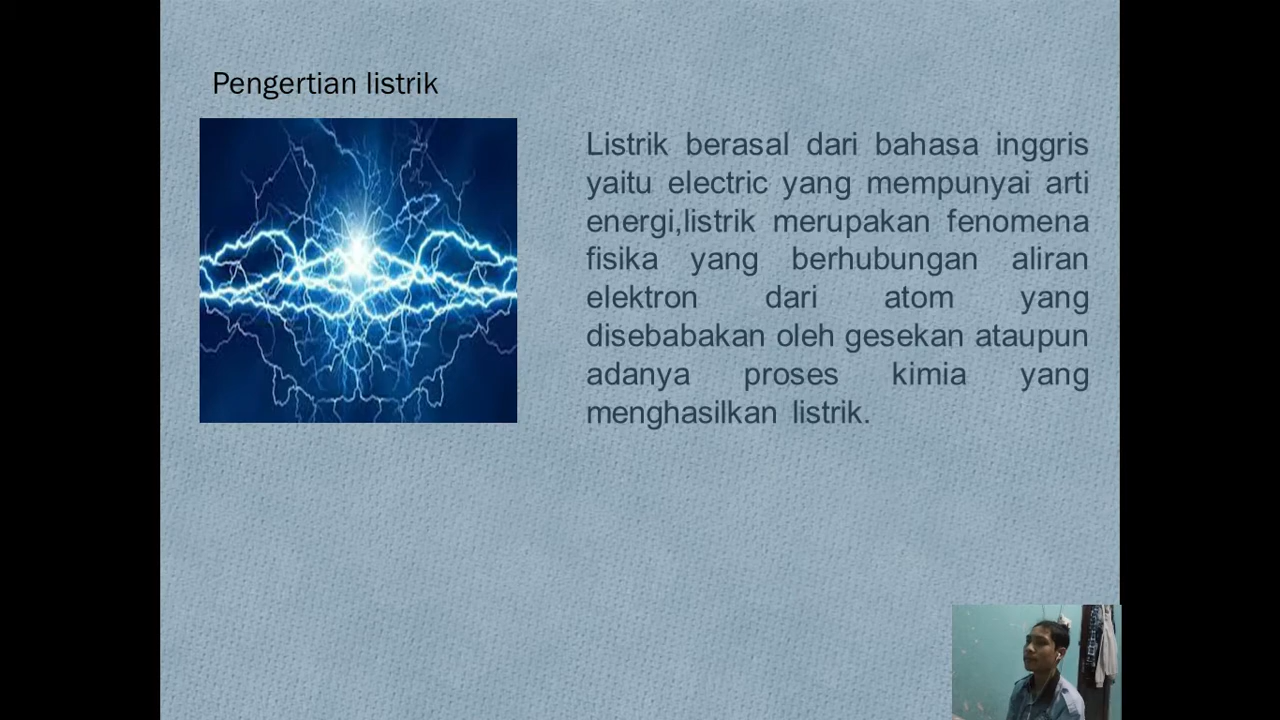 Pengertian listrik
Listrik berasal dari bahasa inggris
yaitu electric yang mempunyai arti
energi,listrik merupakan fenomena
fisika yang berhubungan aliran
elektron dari atom yang
disebabakan oleh gesekan ataupun
adanya proses kimia yang
menghasilkan listrik.